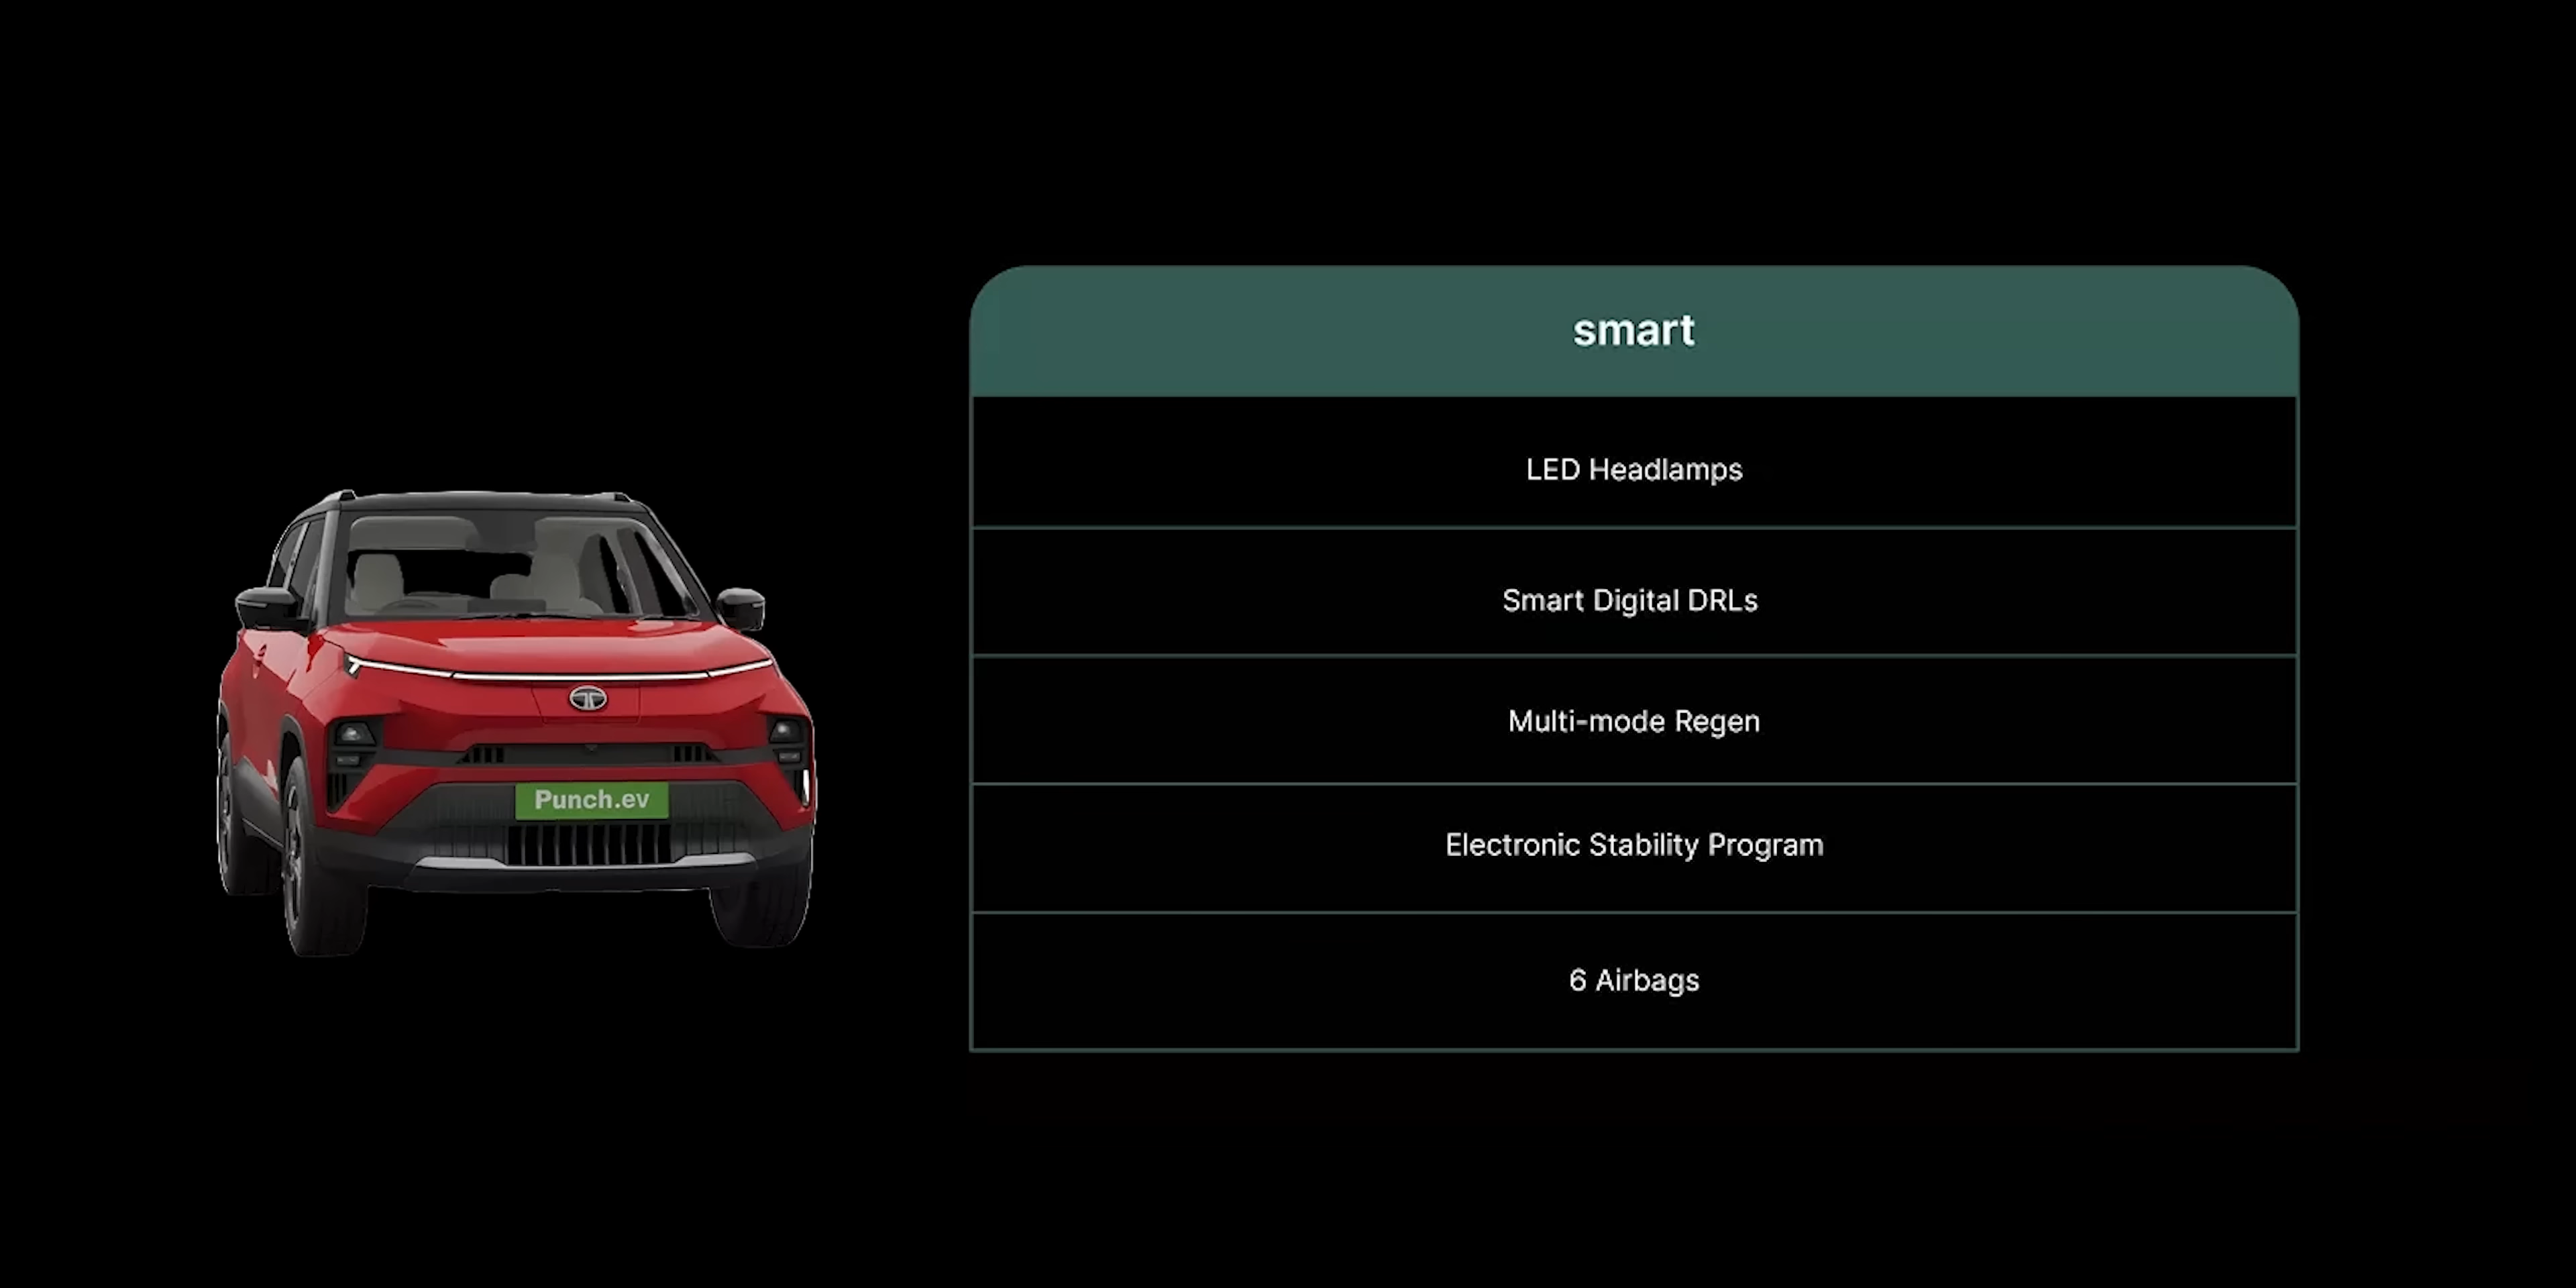 smart
LED Headlamps
Smart Digital DRLs
Multi-mode Regen
Electronic Stability Program
6 Airbags
Punch.ev